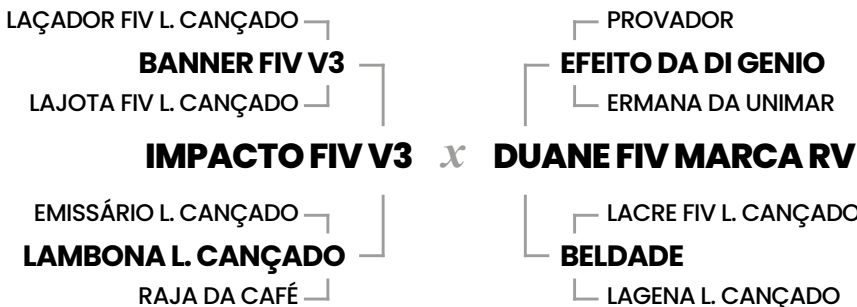 LAÇADOR FIV L. CANÇADO PROVADOR
BANNER FIV V3 EFEITO DA DI GENIO
LAJOTA FIV L. CANÇADO ERMANA DA UNIMAR
IMPACTO FIV V3 x DUANE FIV MARCA RV
EMISSÁRIO L. CANÇADO LACRE FIV L. CANÇADO
LAMBONA L. CANÇADO BELDADE
RAJA DA CAFÉ LAGENA L. CANÇADO